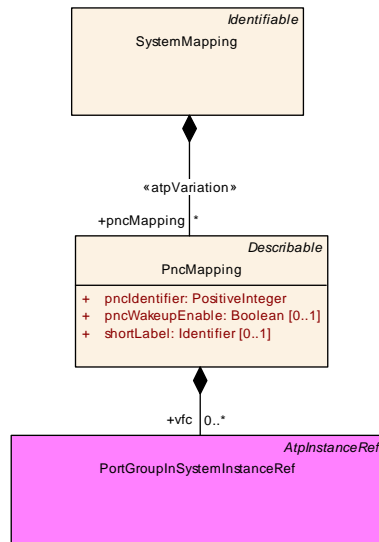 Identifiable
SystemMapping
«atpVariation»
+pncMapping *
Describable
PncMapping
+ pncIdentifier: PositiveInteger
+ pncWakeupEnable: Boolean [0..1]
+ shortLabel: Identifier [0..1]
+vfc 0..*
AtpInstanceRef
PortGroupInSystemInstanceRef